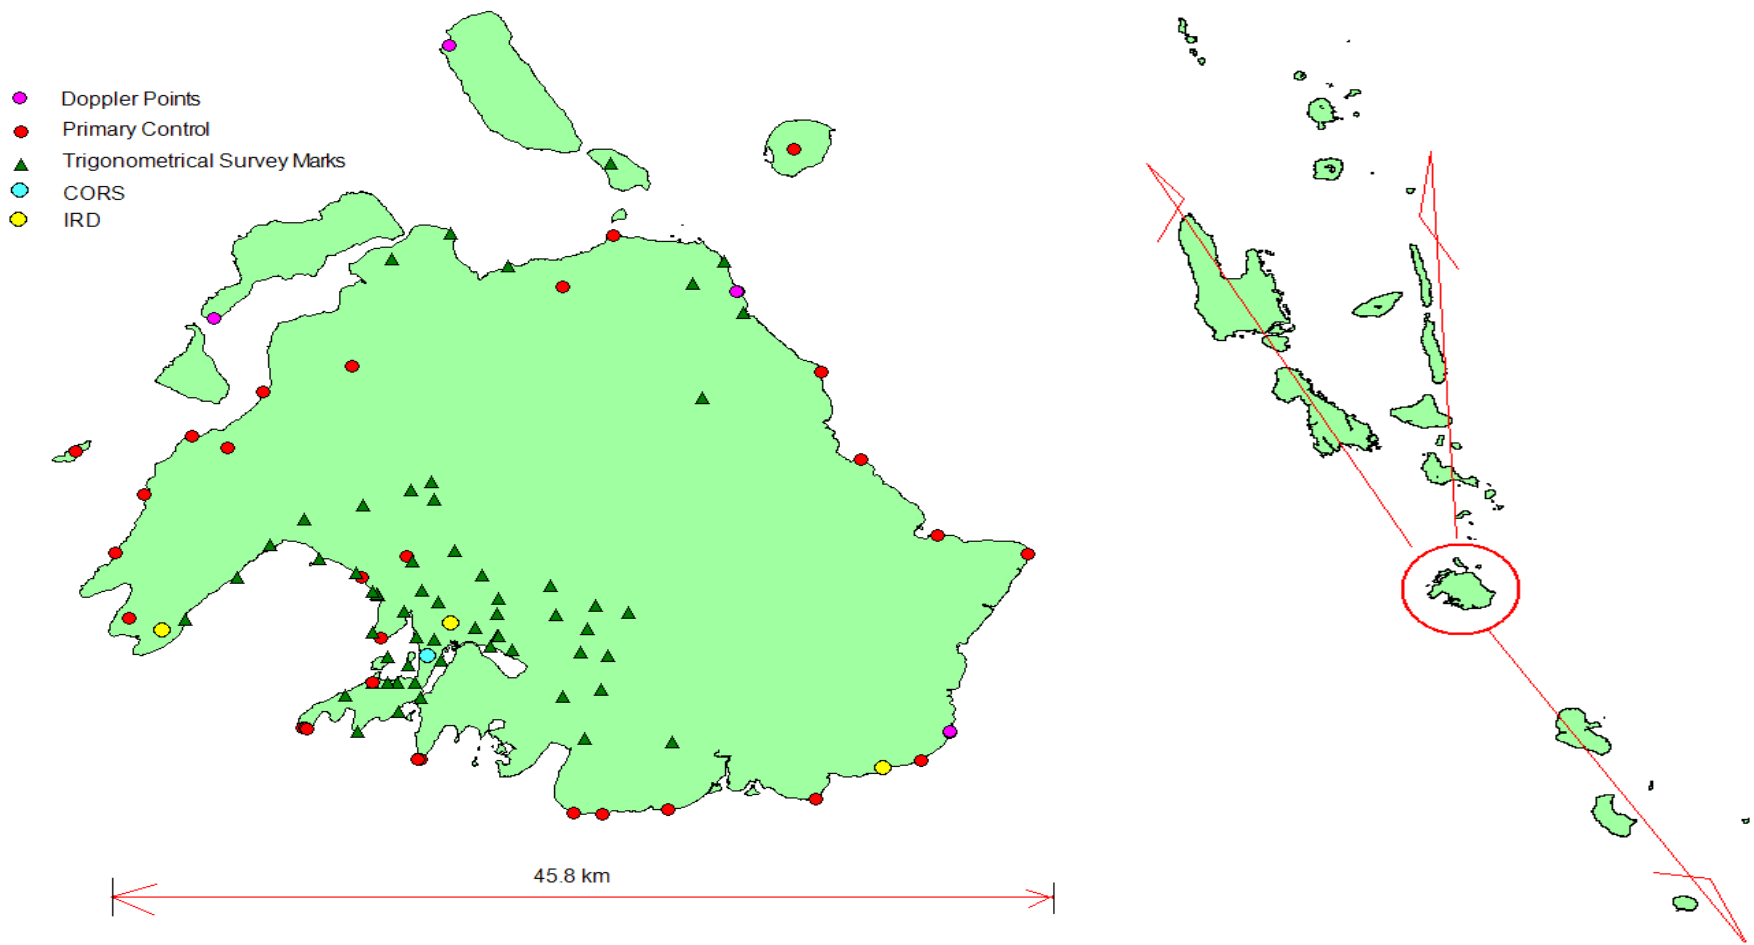 Doppler Points
Primary Control
Trigonometrical Survey Marks
CORS
IRD
45.8 km